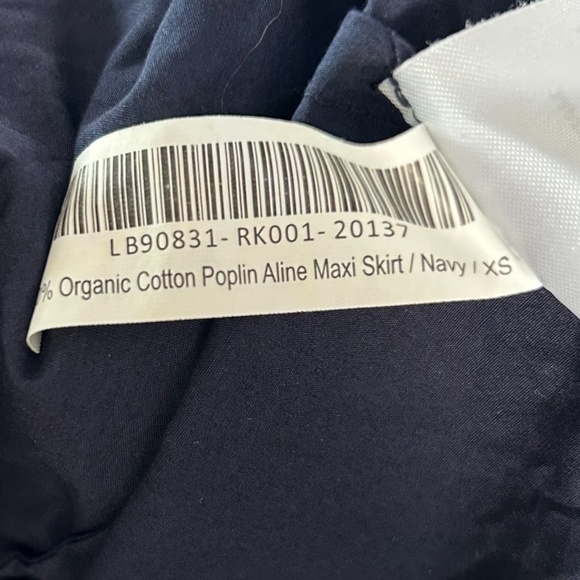 LB90831- RK001- 20137
% Organic Cotton Poplin Aline Maxi Skirt / Navy / XS